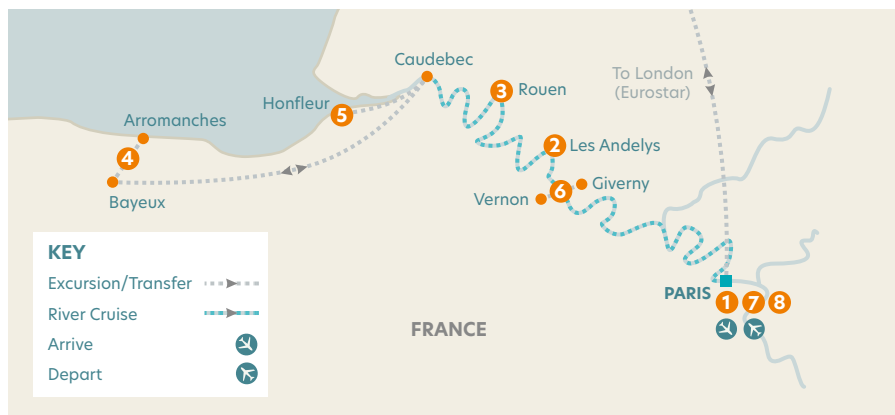 Caudebec
To London
(Eurostar)
3 Rouen
Honfleur 5
Arromanches
2 Les Andelys
4
Giverny
6
Vernon
Bayeux
KEY
Excursion/Transfer
River Cruise
Arrive
Depart
PARIS
1 7 8
FRANCE